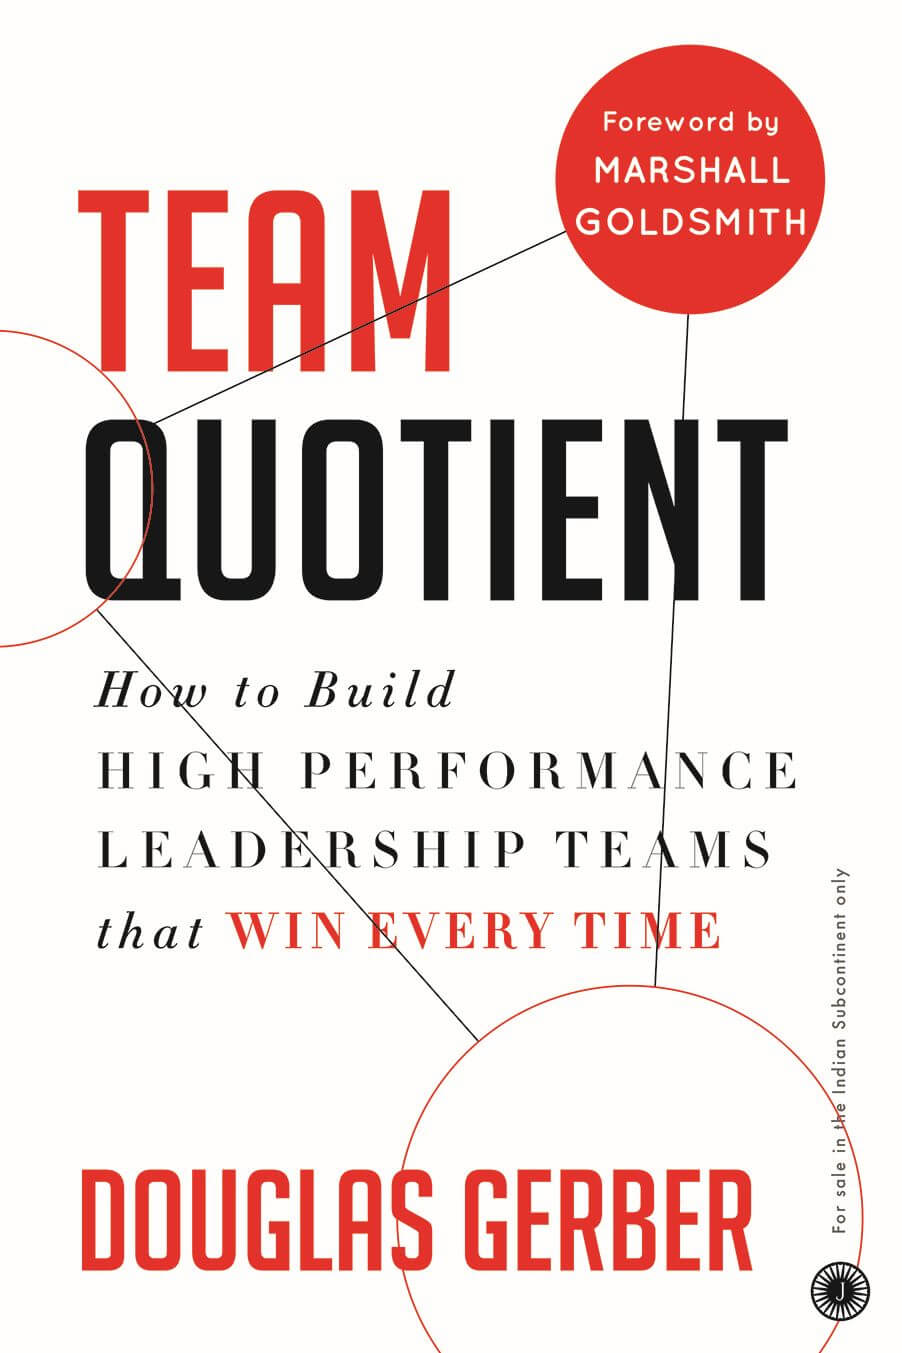 Foreword by
MARSHALL
GOLDSMITH
TEAM
QUOTIENT
How to Build
HIGH PERFORMANCE
LEADERSHIP TEAMS
that WIN EVERY TIME
For sale in the Indian Subcontinent only
DOUGLAS GERBER
J